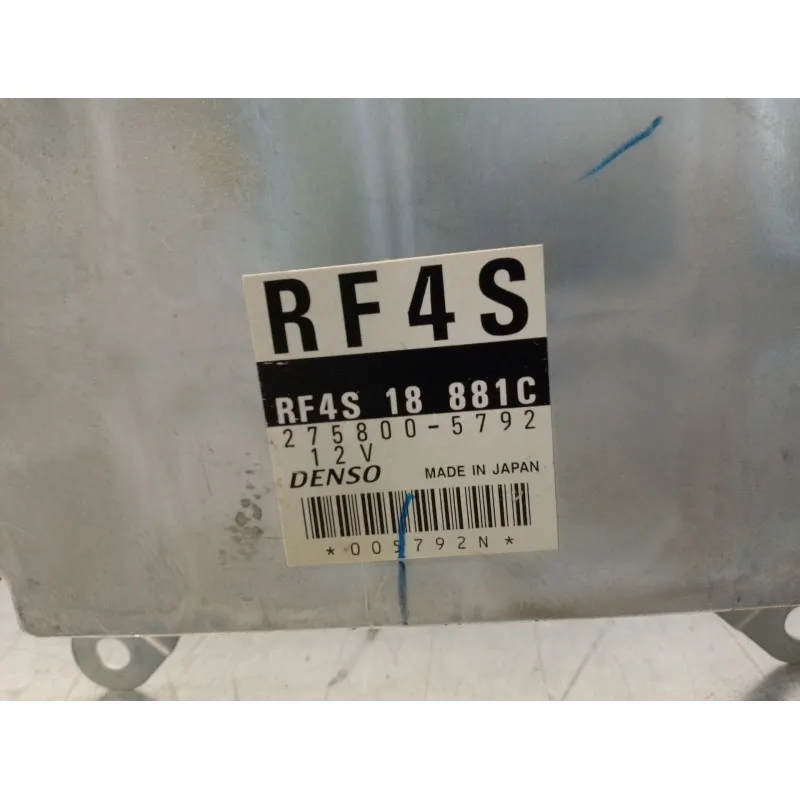 RF4S
RF4S 18 881C
275800-5792
12V
DENSO MADE IN JAPAN
*005792N*